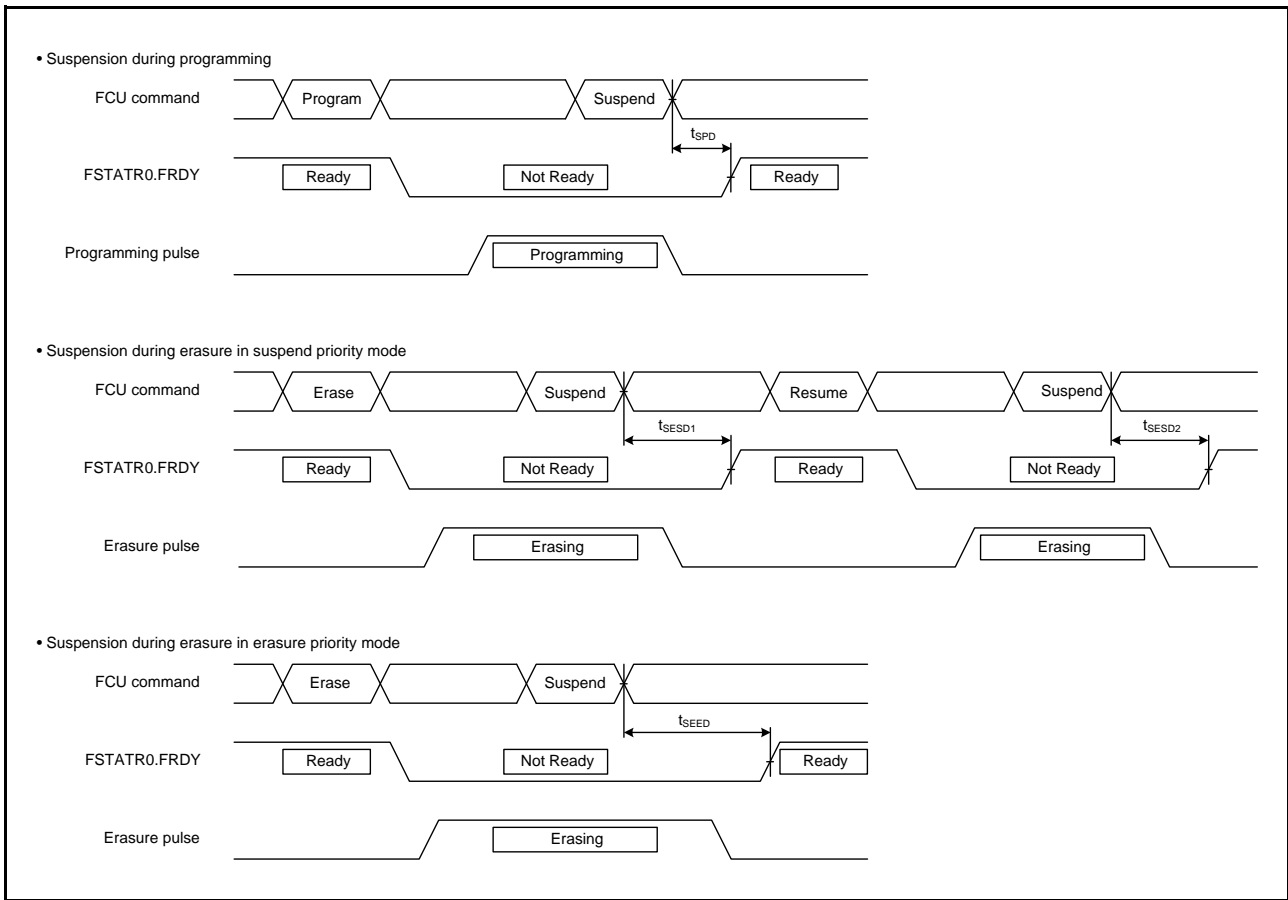 • Suspension during programming
FCU command
Program
Suspend
tSPD
FSTATR0.FRDY
Ready
Not Ready
Ready
Programming pulse
Programming
• Suspension during erasure in suspend priority mode
FCU command
Erase
Suspend
Resume
Suspend
tSESD1
tSESD2
FSTATR0.FRDY
Ready
Not Ready
Ready
Not Ready
Erasure pulse
Erasing
Erasing
• Suspension during erasure in erasure priority mode
FCU command
Erase
Suspend
tSEED
FSTATR0.FRDY
Ready
Not Ready
Ready
Erasure pulse
Erasing